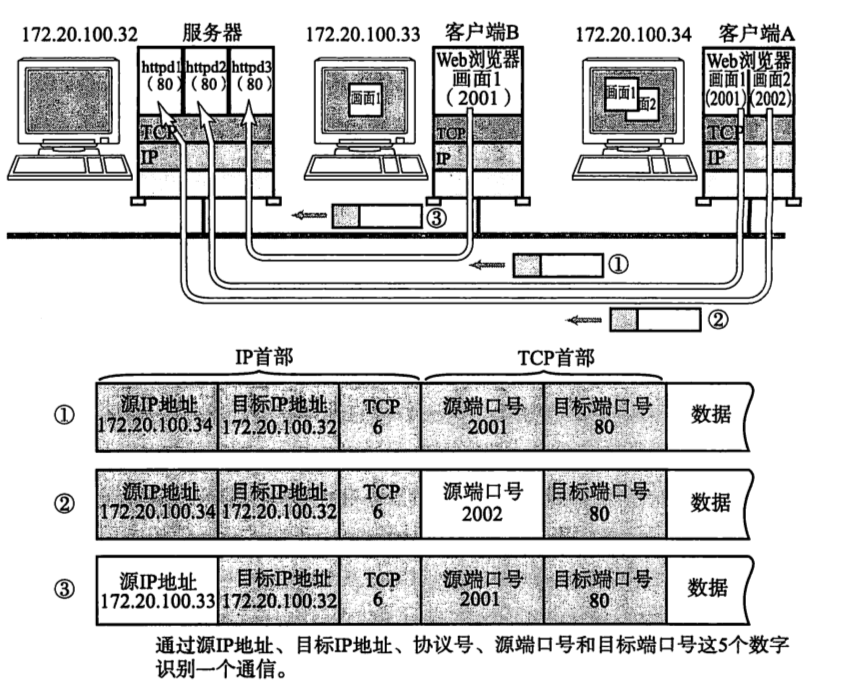 172.20.100.32 服务器 172.20.100.33 客户端B 172.20.100.34 客户端A
httpd1 (80)
httpd2 (80)
httpd3 (80)
TCP
IP
画面1
Web浏览器
画面1
(2001)
TCP
IP
画面1
画面2
Web浏览器
画面1 画面2
(2001) (2002)
TCP
IP
③
①
②
IP首部 TCP首部
① 源IP地址 172.20.100.34 目标IP地址 172.20.100.32 TCP 6 源端口号 2001 目标端口号 80 数据
② 源IP地址 172.20.100.34 目标IP地址 172.20.100.32 TCP 6 源端口号 2002 目标端口号 80 数据
③ 源IP地址 172.20.100.33 目标IP地址 172.20.100.32 TCP 6 源端口号 2001 目标端口号 80 数据
通过源IP地址、目标IP地址、协议号、源端口号和目标端口号这5个数字
识别一个通信。